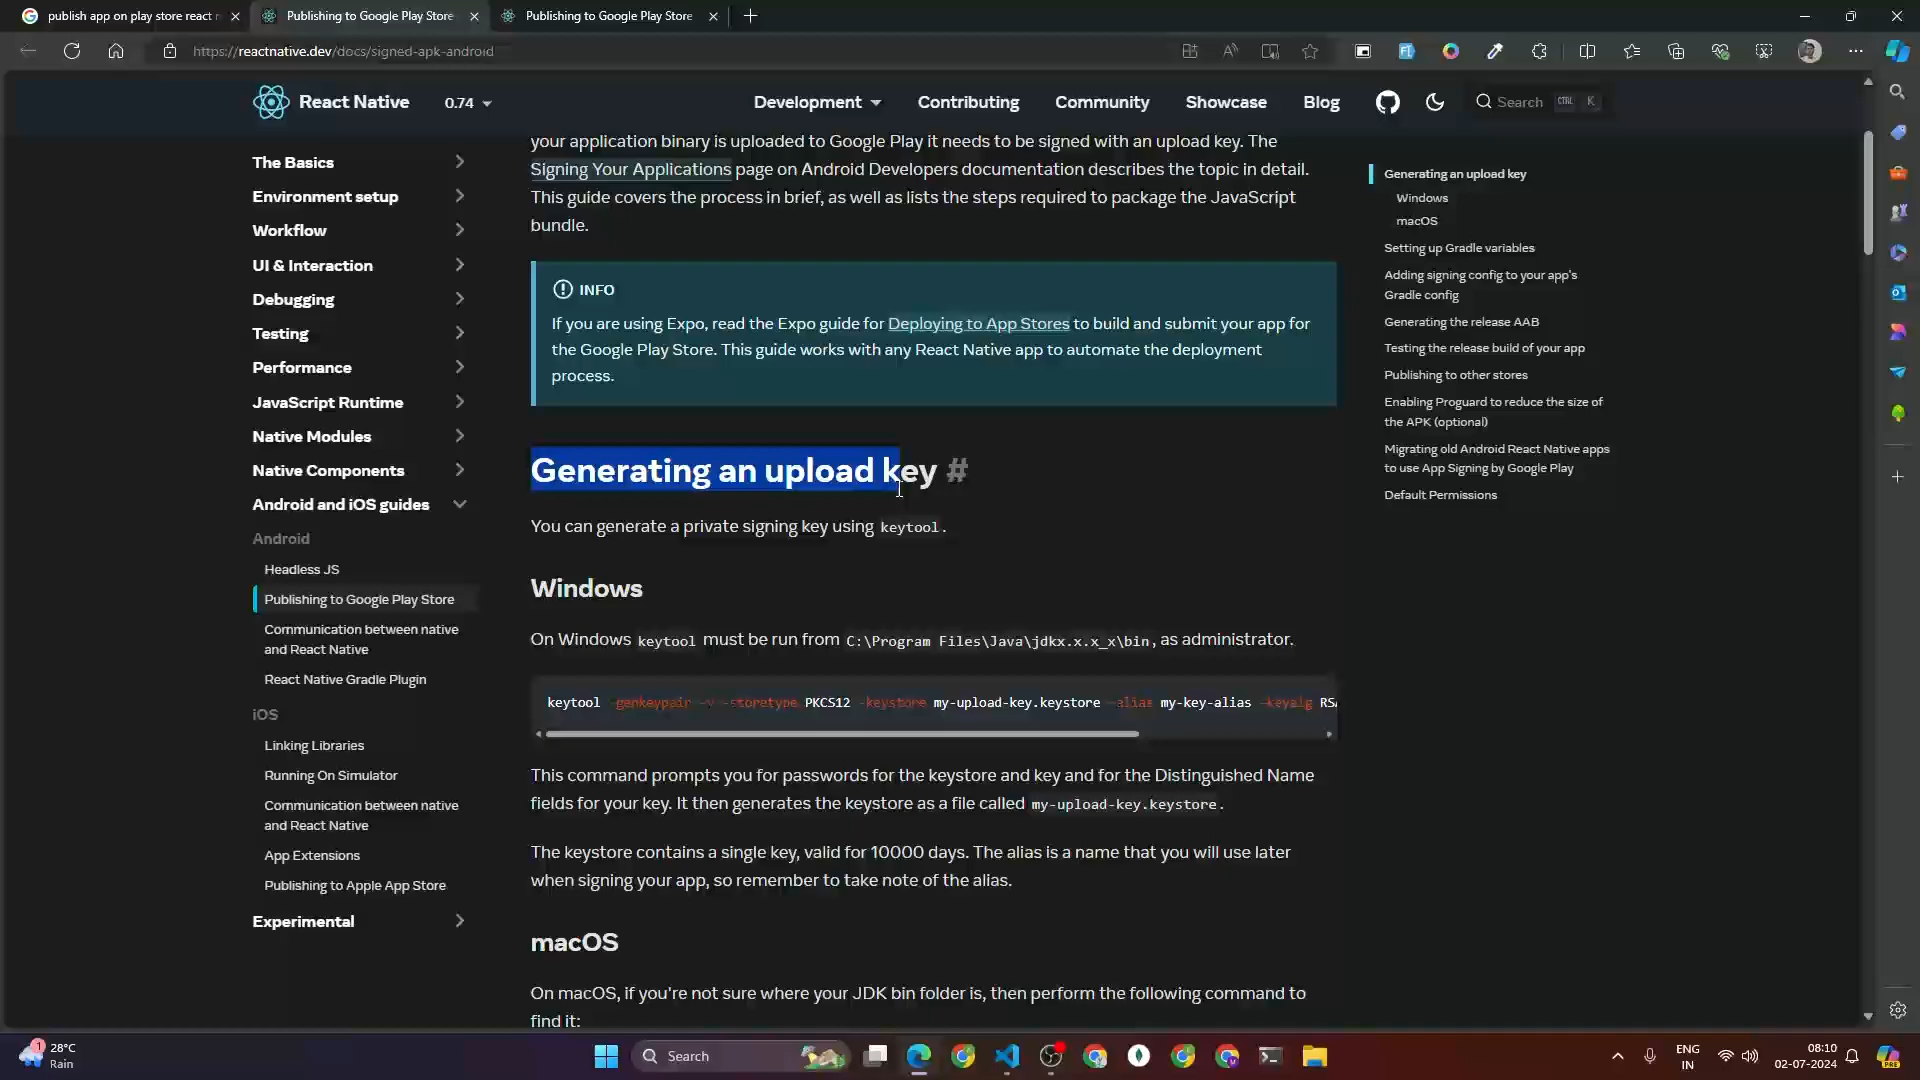 publish app on play store react n
Publishing to Google Play Store
Publishing to Google Play Store
https://reactnative.dev/docs/signed-apk-android
React Native
0.74
Development
Contributing
Community
Showcase
Blog
Search
CTRL
K
The Basics
Environment setup
Workflow
UI & Interaction
Debugging
Testing
Performance
JavaScript Runtime
Native Modules
Native Components
Android and iOS guides
Android
Headless JS
Publishing to Google Play Store
Communication between native
and React Native
React Native Gradle Plugin
iOS
Linking Libraries
Running On Simulator
Communication between native
and React Native
App Extensions
Publishing to Apple App Store
Experimental
your application binary is uploaded to Google Play it needs to be signed with an upload key. The
Signing Your Applications page on Android Developers documentation describes the topic in detail.
This guide covers the process in brief, as well as lists the steps required to package the JavaScript
bundle.
INFO
If you are using Expo, read the Expo guide for Deploying to App Stores to build and submit your app for
the Google Play Store. This guide works with any React Native app to automate the deployment
process.
Generating an upload key #
You can generate a private signing key using keytool.
Windows
On Windows keytool must be run from C:\Program Files\Java\jdkx.x.x_x\bin, as administrator.
keytool -genkeypair -v -storetype PKCS12 -keystore my-upload-key.keystore -alias my-key-alias -keyalg RSA
This command prompts you for passwords for the keystore and key and for the Distinguished Name
fields for your key. It then generates the keystore as a file called my-upload-key.keystore.
The keystore contains a single key, valid for 10000 days. The alias is a name that you will use later
when signing your app, so remember to take note of the alias.
macOS
On macOS, if you're not sure where your JDK bin folder is, then perform the following command to
find it:
Generating an upload key
Windows
macOS
Setting up Gradle variables
Adding signing config to your app's
Gradle config
Generating the release AAB
Testing the release build of your app
Publishing to other stores
Enabling Proguard to reduce the size of
the APK (optional)
Migrating old Android React Native apps
to use App Signing by Google Play
Default Permissions
1
28°C
Rain
Search
ENG
IN
08:10
02-07-2024
PRE